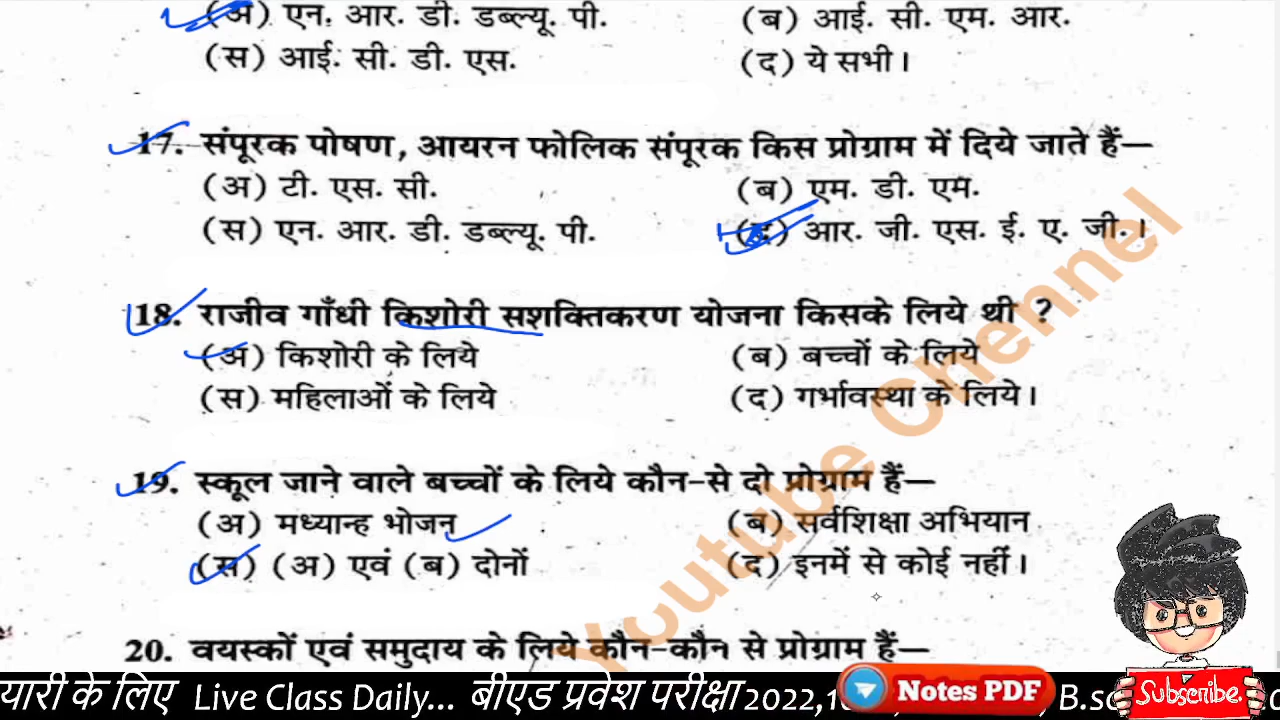 (अ) एन. आर. डी. डब्ल्यू. पी. (ब) आई. सी. एम. आर.
(स) आई. सी. डी. एस. (द) ये सभी।
17. संपूरक पोषण, आयरन फोलिक संपूरक किस प्रोग्राम में दिये जाते हैं—
(अ) टी. एस. सी. (ब) एम. डी. एम.
(स) एन. आर. डी. डब्ल्यू. पी. (द) आर. जी. एस. ई. ए. जी.।
18. राजीव गाँधी किशोरी सशक्तिकरण योजना किसके लिये थी ?
(अ) किशोरी के लिये (ब) बच्चों के लिये
(स) महिलाओं के लिये (द) गर्भावस्था के लिये।
19. स्कूल जाने वाले बच्चों के लिये कौन-से दो प्रोग्राम हैं—
(अ) मध्यान्ह भोजन (ब) सर्वशिक्षा अभियान
(स) (अ) एवं (ब) दोनों (द) इनमें से कोई नहीं।
20. वयस्कों एवं समुदाय के लिये कौन-कौन से प्रोग्राम हैं—
Youtube Chennel
यारी के लिए Live Class Daily... बीएड प्रवेश परीक्षा 2022, Notes PDF
Subscribe.